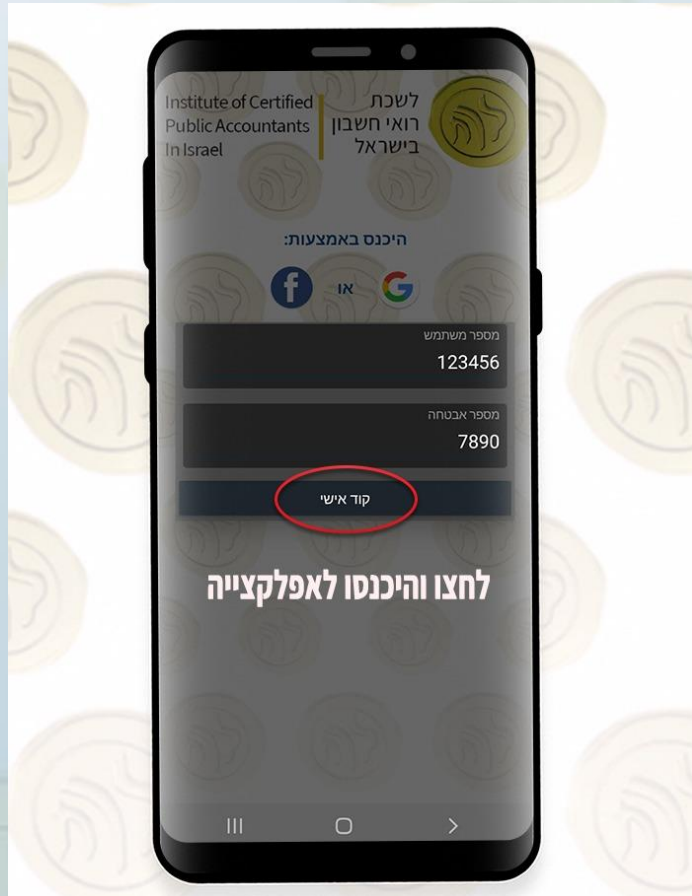 Institute of Certified
Public Accountants
In Israel
לשכת
רואי חשבון
בישראל
היכנס באמצעות:
או
מספר משתמש
123456
מספר אבטחה
7890
קוד אישי
לחצו והיכנסו לאפלקצייה